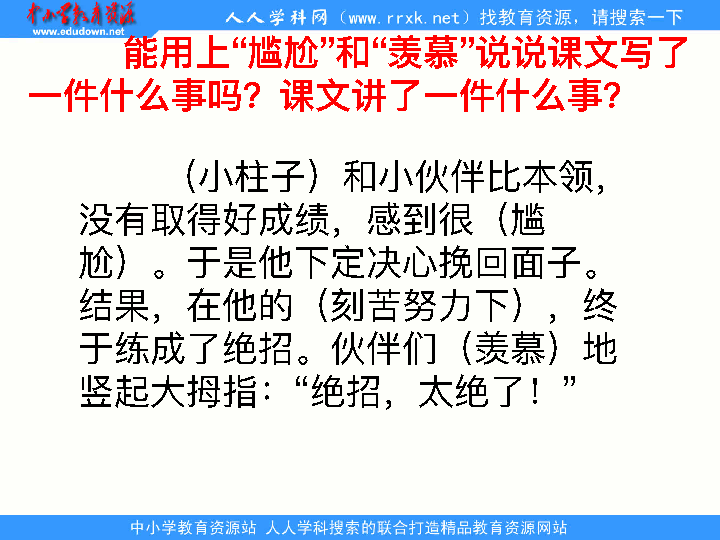 中小学教育资源
www.edudown.net
人人学科网（www.rrxk.net）找教育资源，请搜索一下
能用上“尴尬”和“羡慕”说说课文写了
一件什么事吗？课文讲了一件什么事？
（小柱子）和小伙伴比本领，
没有取得好成绩，感到很（尴
尬）。于是他下定决心挽回面子。
结果，在他的（刻苦努力下），终
于练成了绝招。伙伴们（羡慕）地
竖起大拇指：“绝招，太绝了！”
中小学教育资源站 人人学科搜索的联合打造精品教育资源网站